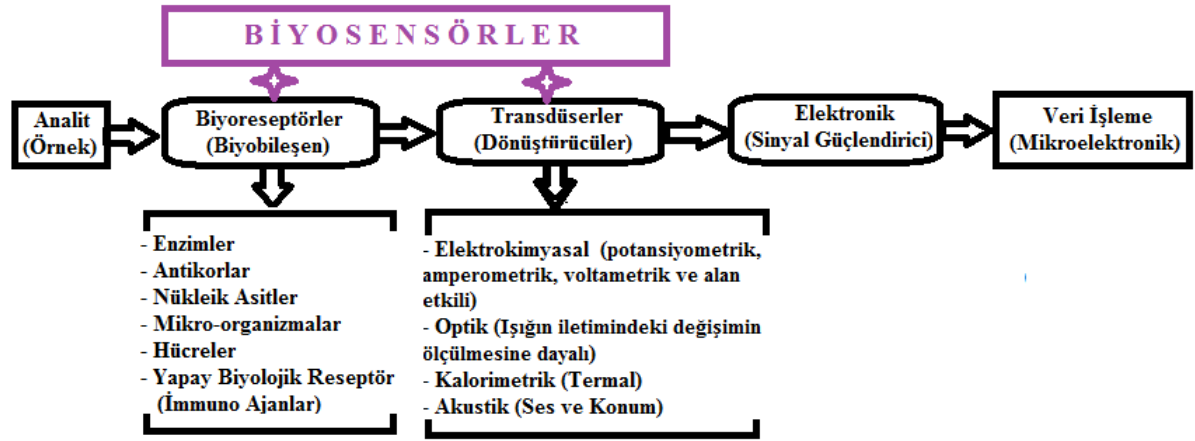 BİYOSENSÖRLER
Analit
(Örnek)
Biyoreseptörler
(Biyobileşen)
Transdüserler
(Dönüştürücüler)
Elektronik
(Sinyal Güçlendirici)
Veri İşleme
(Mikroelektronik)
- Enzimler
- Antikorlar
- Nükleik Asitler
- Mikro-organizmalar
- Hücreler
- Yapay Biyolojik Reseptör
(İmmuno Ajanlar)
- Elektrokimyasal (potansiyometrik,
amperometrik, voltametrik ve alan
etkili)
- Optik (Işığın iletimindeki değişimin
ölçülmesine dayalı)
- Kalorimetrik (Termal)
- Akustik (Ses ve Konum)